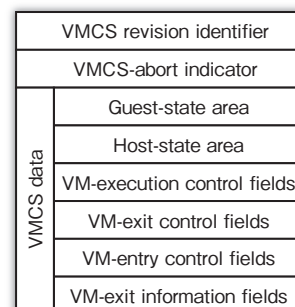 VMCS revision identifier
VMCS-abort indicator
VMCS data
Guest-state area
Host-state area
VM-execution control fields
VM-exit control fields
VM-entry control fields
VM-exit information fields